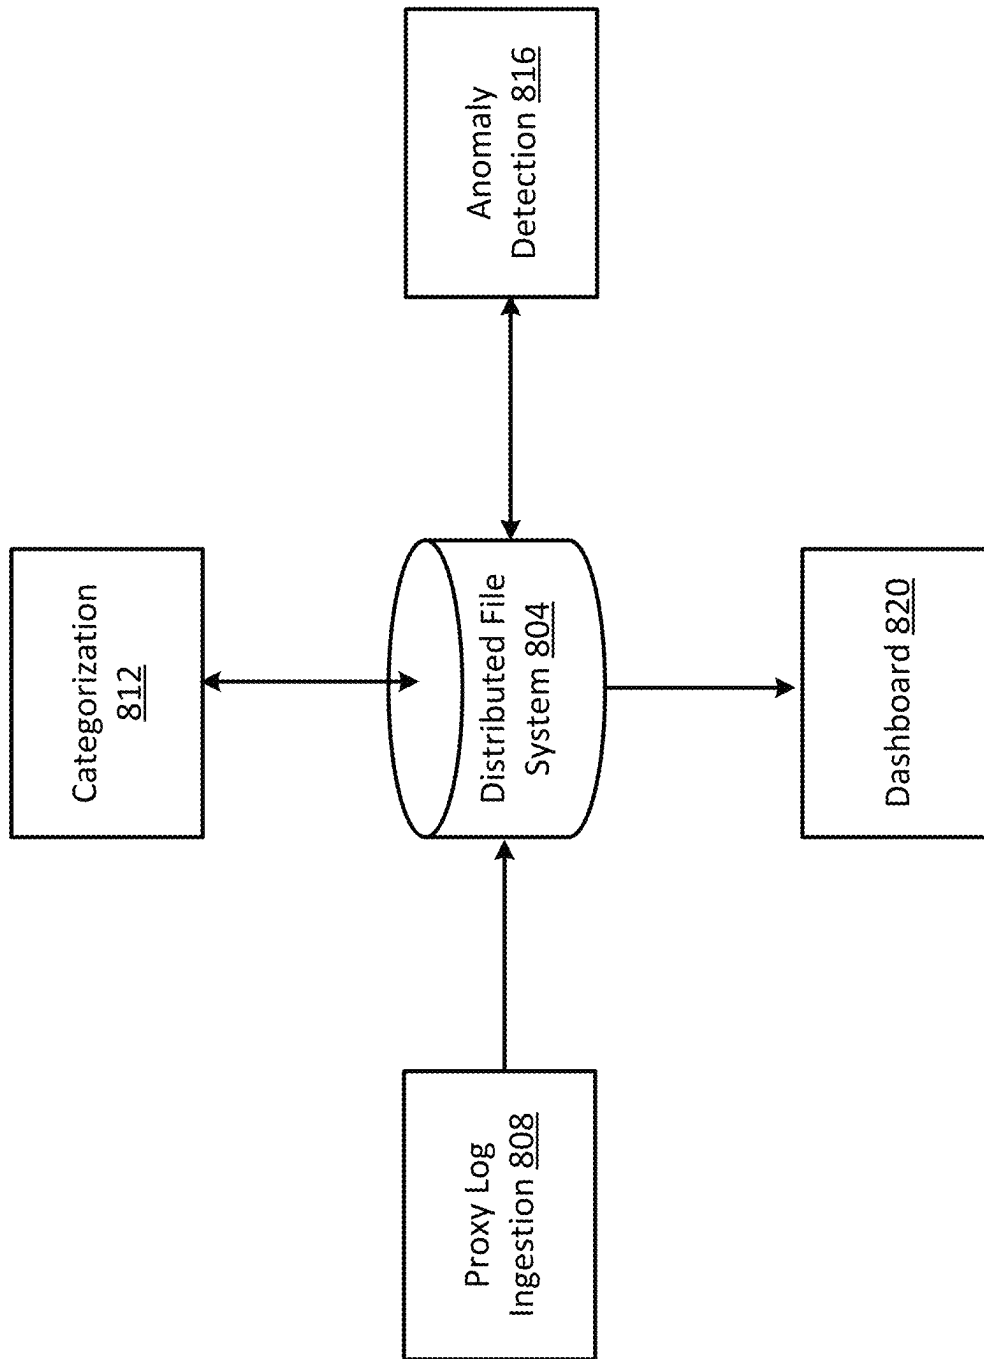 Categorization
812
Proxy Log
Ingestion 808
Distributed File
System 804
Anomaly
Detection 816
Dashboard 820